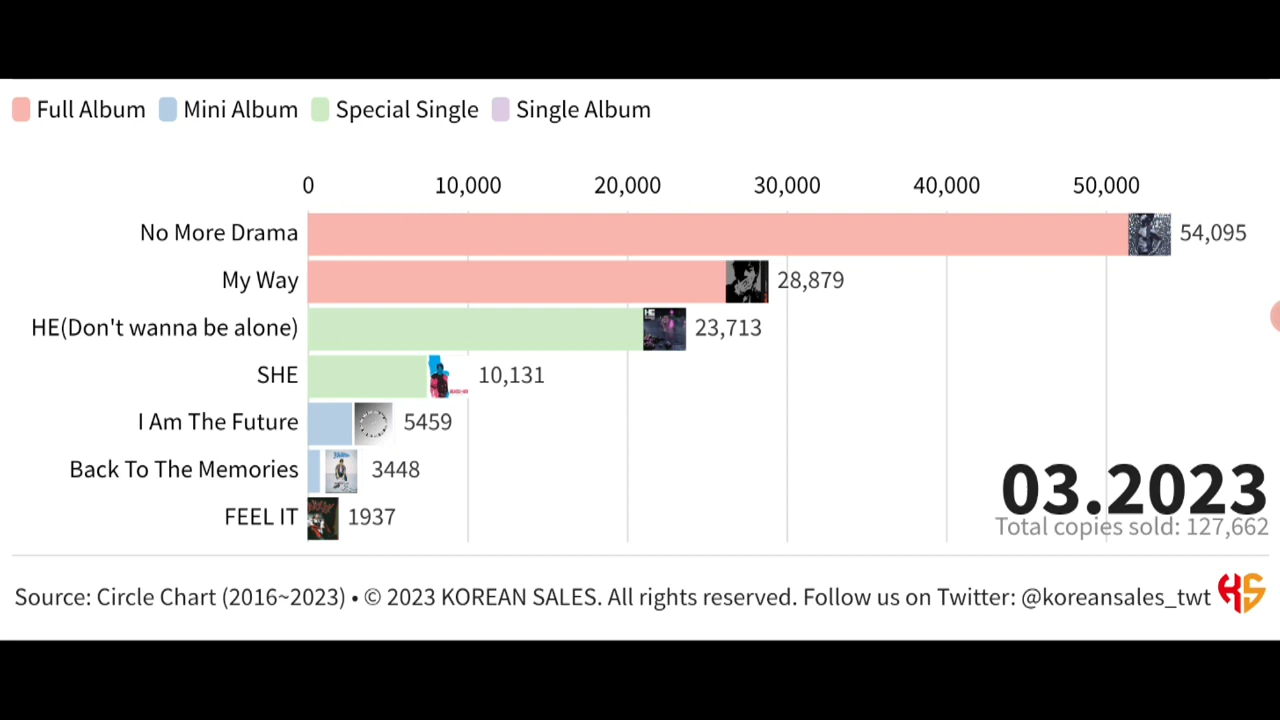 Full Album Mini Album Special Single Single Album
0 10,000 20,000 30,000 40,000 50,000
No More Drama 54,095
My Way 28,879
HE(Don't wanna be alone) 23,713
SHE 10,131
I Am The Future 5459
Back To The Memories 3448
FEEL IT 1937
03.2023
Total copies sold: 127,662
Source: Circle Chart (2016~2023) • © 2023 KOREAN SALES. All rights reserved. Follow us on Twitter: @koreansales_twt KS